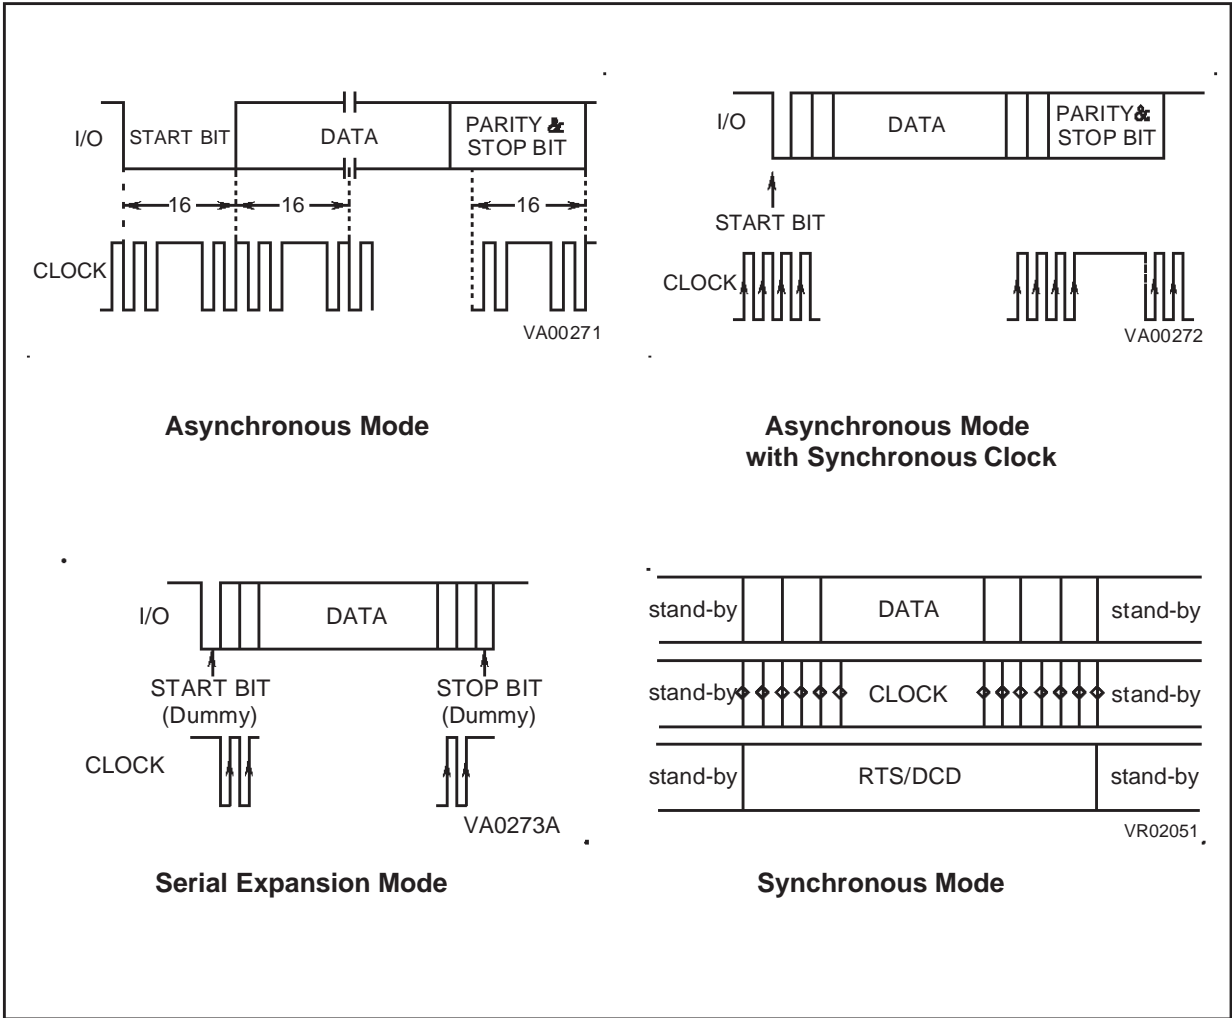 I/O
START BIT
DATA
PARITY &
STOP BIT
16
16
16
CLOCK
VA00271
Asynchronous Mode
I/O
DATA
PARITY&
STOP BIT
START BIT
CLOCK
VA00272
Asynchronous Mode
with Synchronous Clock
I/O
DATA
START BIT
(Dummy)
STOP BIT
(Dummy)
CLOCK
VA0273A
Serial Expansion Mode
stand-by
DATA
stand-by
stand-by
CLOCK
stand-by
stand-by
RTS/DCD
stand-by
VR02051
Synchronous Mode